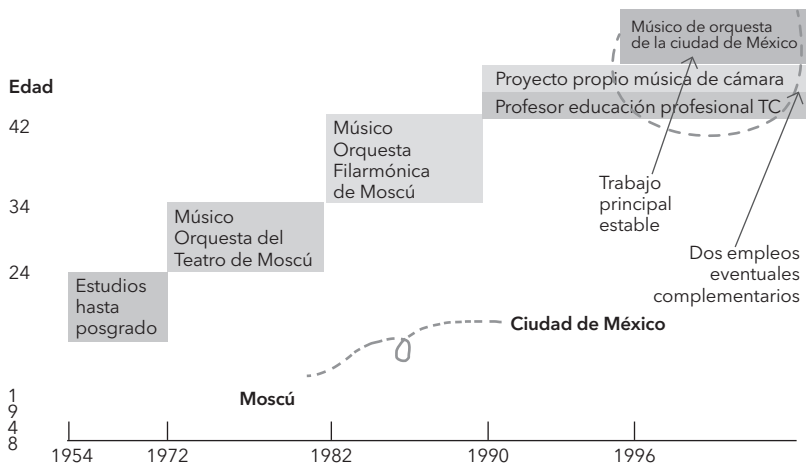 Músico de orquesta
de la ciudad de México
Edad
Proyecto propio música de cámara
Profesor educación profesional TC
42
Músico
Orquesta
Filarmónica
de Moscú
Trabajo
principal
estable
34
Músico
Orquesta del
Teatro de Moscú
Dos empleos
eventuales
complementarios
24
Estudios
hasta
posgrado
Ciudad de México
Moscú
1
9
4
8
1954
1972
1982
1990
1996